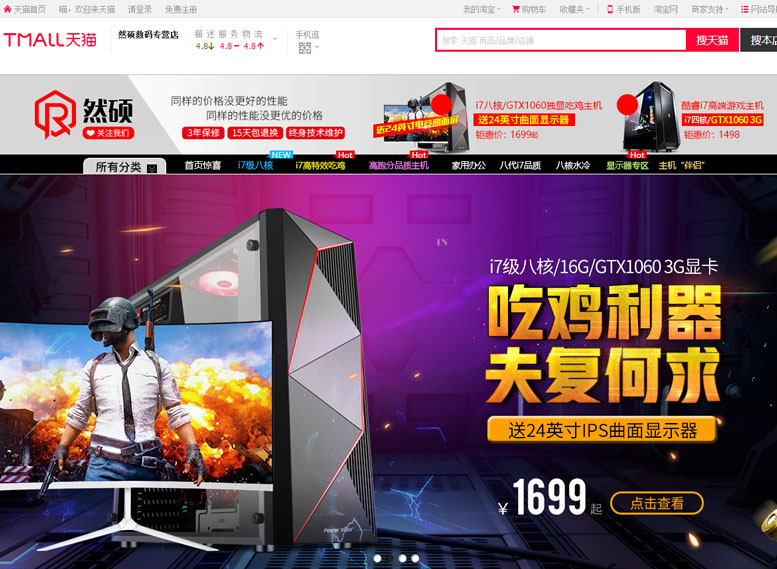 天猫首页 喵，欢迎来天猫 请登录 免费注册 我的淘宝 购物车 收藏夹 手机版 淘宝网 商家支持 网站导
TMALL天猫 然硕数码专营店 描述 服务 物流 手机逛 搜索 天猫 商品/品牌/店铺 搜天猫 搜本店
4.8 4.8 4.8
R 然硕 关注我们
同样的价格没更好的性能
同样的性能没更优的价格
3年保修 15天包退换 终身技术维护
送24英寸电竞曲面屏
i7八核/GTX1060独显吃鸡主机
送24英寸曲面显示器
钜惠价：1699起
酷睿i7高端游戏主机
i7四核/GTX1060 3G
钜惠价：1498
NEW Hot Hot Hot
所有分类 首页惊喜 i7级八核 i7高特效吃鸡 高跑分品质主机 家用办公 八代i7品质 八核水冷 显示器专区 主机“伴侣”
IN
i7级八核/16G/GTX1060 3G显卡
吃鸡利器
夫复何求
送24英寸IPS曲面显示器
¥1699起 点击查看
Power Train